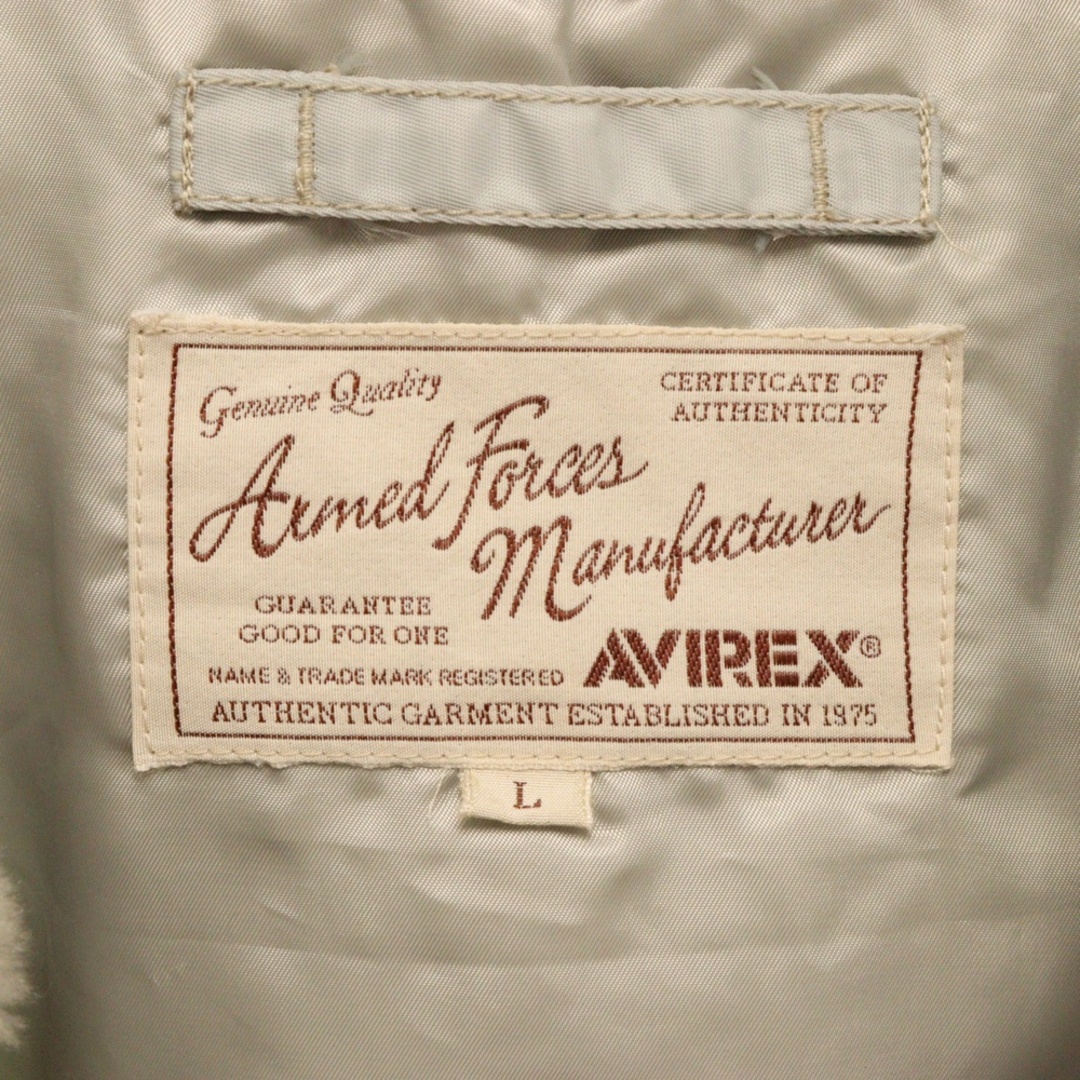 Genuine Quality
CERTIFICATE OF
AUTHENTICITY
Armed Forces
Manufacturer
GUARANTEE
GOOD FOR ONE
NAME & TRADE MARK REGISTERED
AVIREX®
AUTHENTIC GARMENT ESTABLISHED IN 1975
L